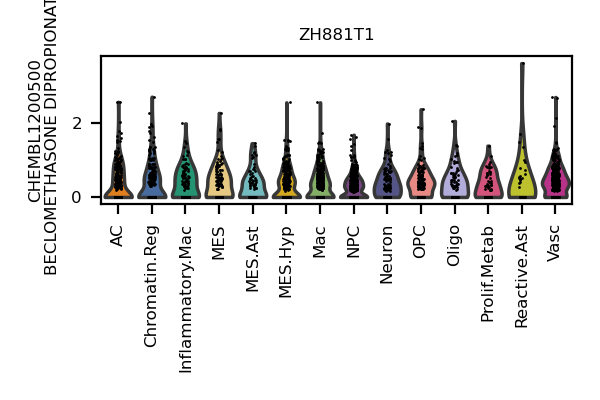 ZH881T1
CHEMBL1200500
BECLOMETHASONE DIPROPIONAT
2
0
AC
Chromatin.Reg
Inflammatory.Mac
MES
MES.Ast
MES.Hyp
Mac
NPC
Neuron
OPC
Oligo
Prolif.Metab
Reactive.Ast
Vasc